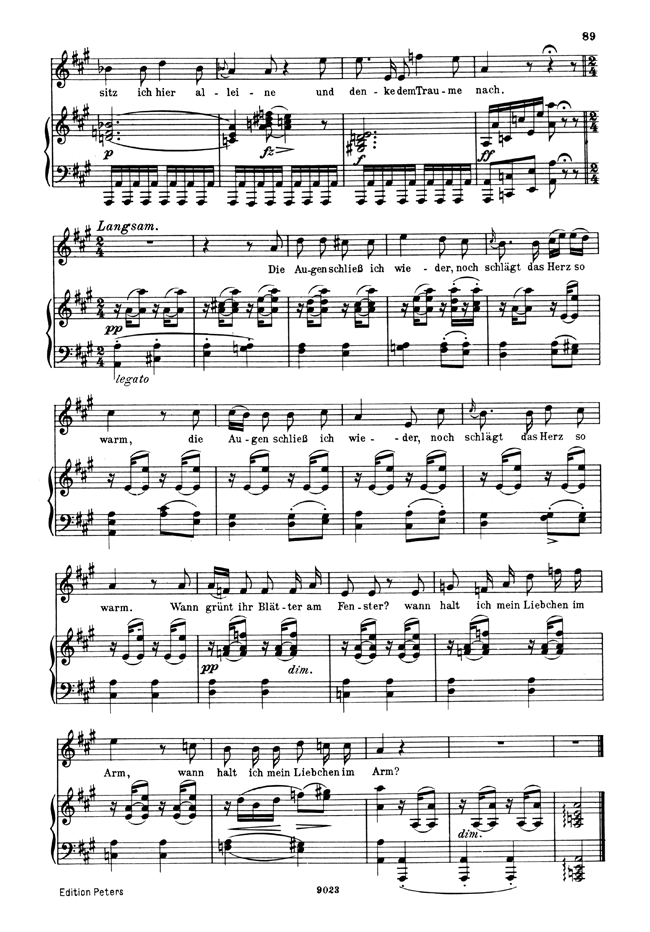 89
sitz ich hier al - lei - ne und den - ke dem Trau - me nach.
p fz f ff
Langsam.
Die Au - gen schließ ich wie - der, noch schlägt das Herz so
pp
legato
warm, die Au - gen schließ ich wie - der, noch schlägt das Herz so
warm. Wann grünt ihr Blät - ter am Fen - ster? wann halt ich mein Liebchen im
pp dim.
Arm, wann halt ich mein Liebchen im Arm?
dim.
Edition Peters 9023